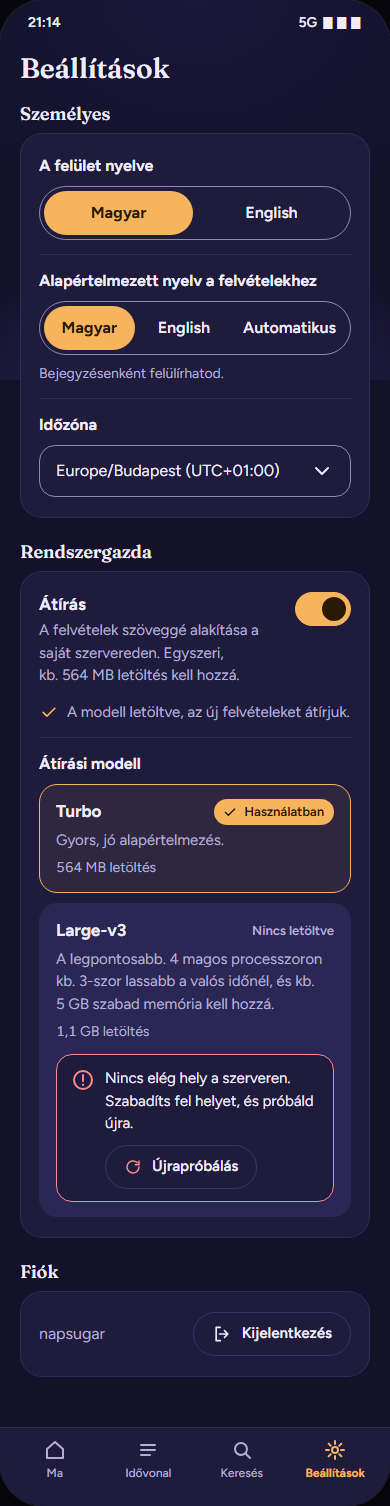 21:14 5G
Beállítások
Személyes
A felület nyelve
Magyar English
Alapértelmezett nyelv a felvételekhez
Magyar English Automatikus
Bejegyzésenként felülírhatod.
Időzóna
Europe/Budapest (UTC+01:00)
Rendszergazda
Átírás
A felvételek szöveggé alakítása a
saját szervereden. Egyszeri,
kb. 564 MB letöltés kell hozzá.
A modell letöltve, az új felvételeket átírjuk.
Átírási modell
Turbo Használatban
Gyors, jó alapértelmezés.
564 MB letöltés
Large-v3 Nincs letöltve
A legpontosabb. 4 magos processzoron
kb. 3-szor lassabb a valós időnél, és kb.
5 GB szabad memória kell hozzá.
1,1 GB letöltés
Nincs elég hely a szerveren.
Szabadíts fel helyet, és próbáld
újra.
Újrapróbálás
Fiók
napsugar Kijelentkezés
Ma Idővonal Keresés Beállítások